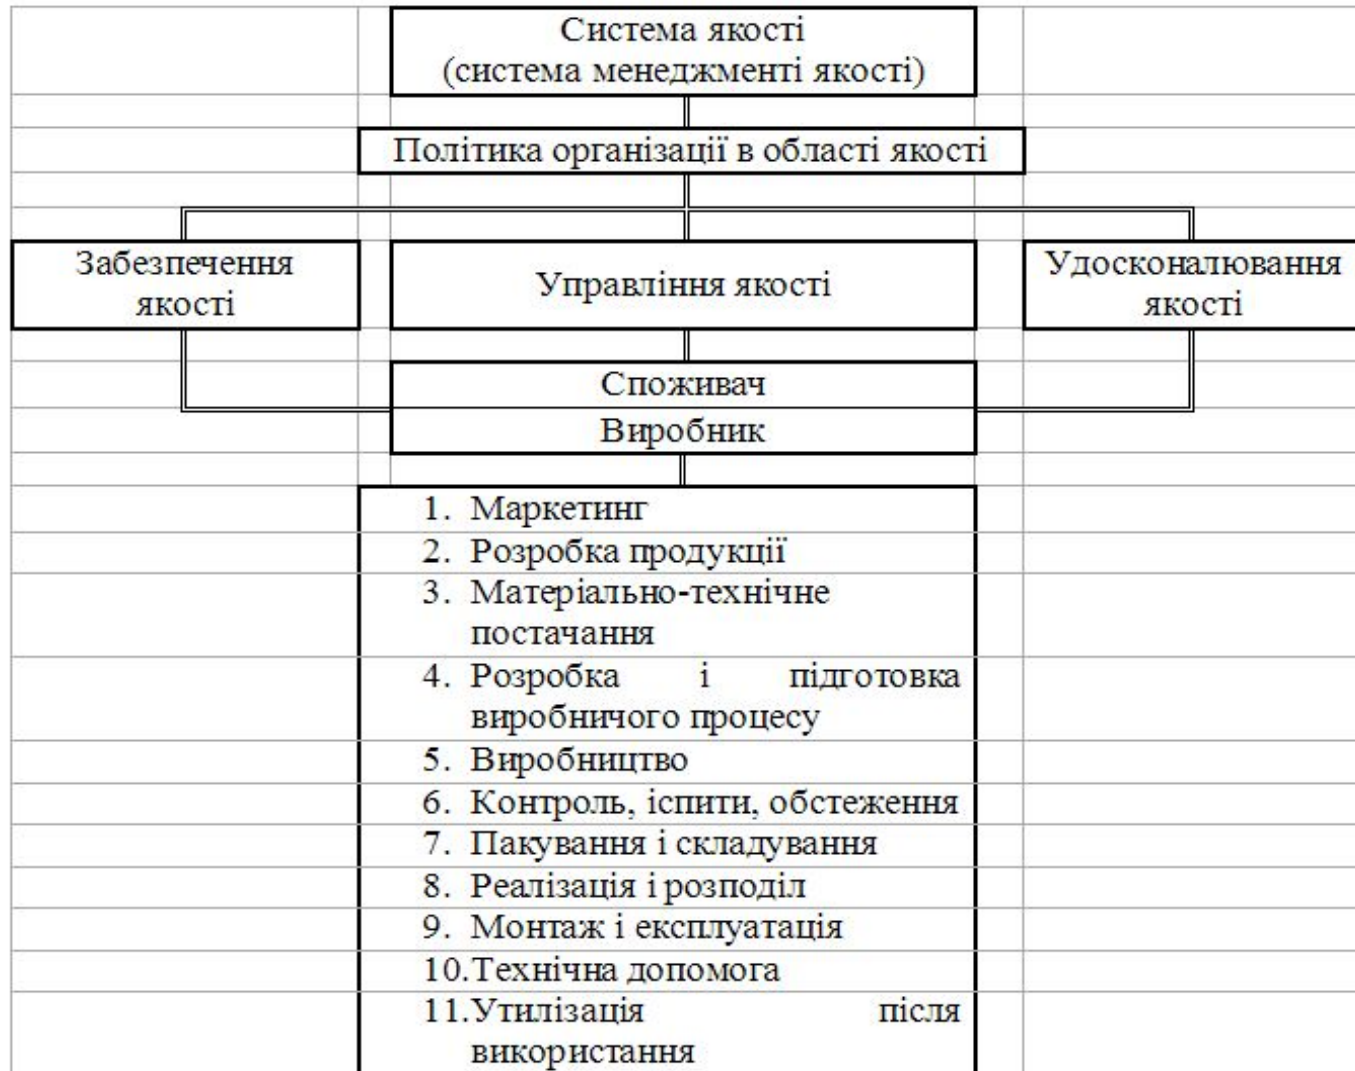 Система якості
(система менеджменті якості)
Політика організації в області якості
Забезпечення
якості
Управління якості
Удосконалювання
якості
Споживач
Виробник
1. Маркетинг
2. Розробка продукції
3. Матеріально-технічне
постачання
4. Розробка і підготовка
виробничого процесу
5. Виробництво
6. Контроль, іспити, обстеження
7. Пакування і складування
8. Реалізація і розподіл
9. Монтаж і експлуатація
10.Технічна допомога
11.Утилізація після
використання